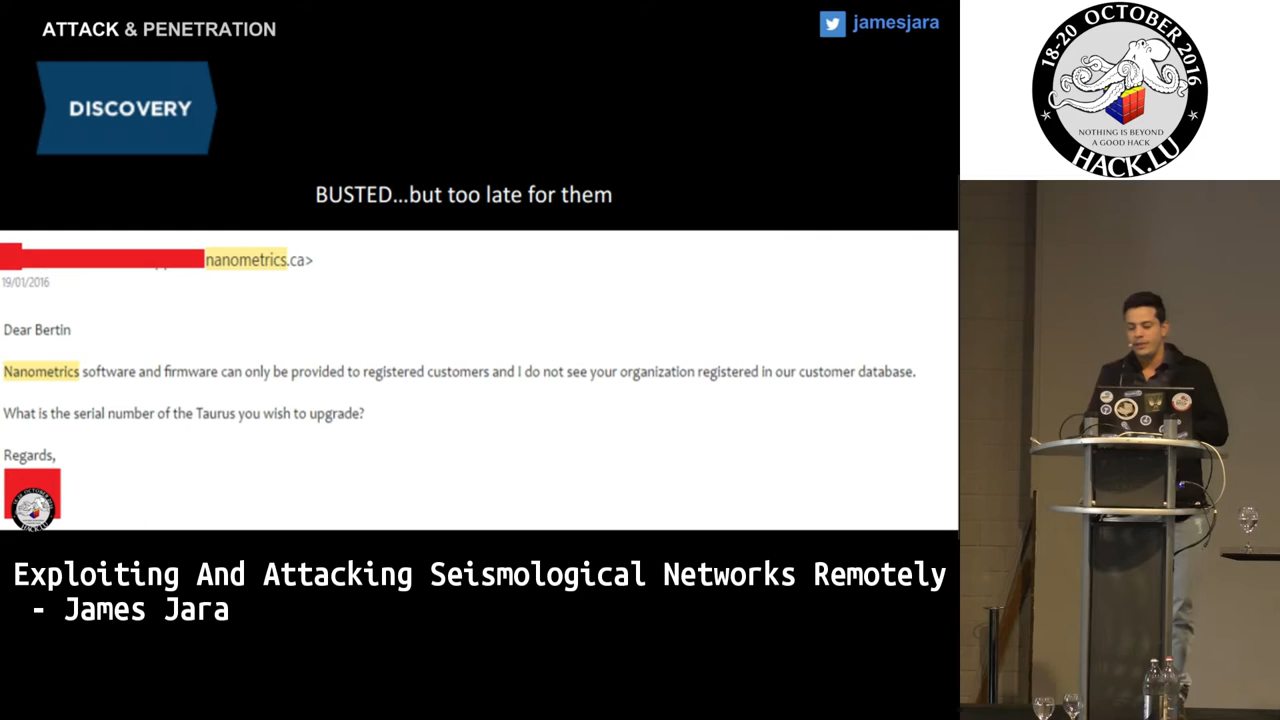 ATTACK & PENETRATION
jamesjara
DISCOVERY
BUSTED...but too late for them
nanometrics.ca>
19/01/2016
Dear Bertin
Nanometrics software and firmware can only be provided to registered customers and I do not see your organization registered in our customer database.
What is the serial number of the Taurus you wish to upgrade?
Regards,
Exploiting And Attacking Seismological Networks Remotely
- James Jara
18-20 OCTOBER 2016
NOTHING IS BEYOND
A GOOD HACK
HACK.LU